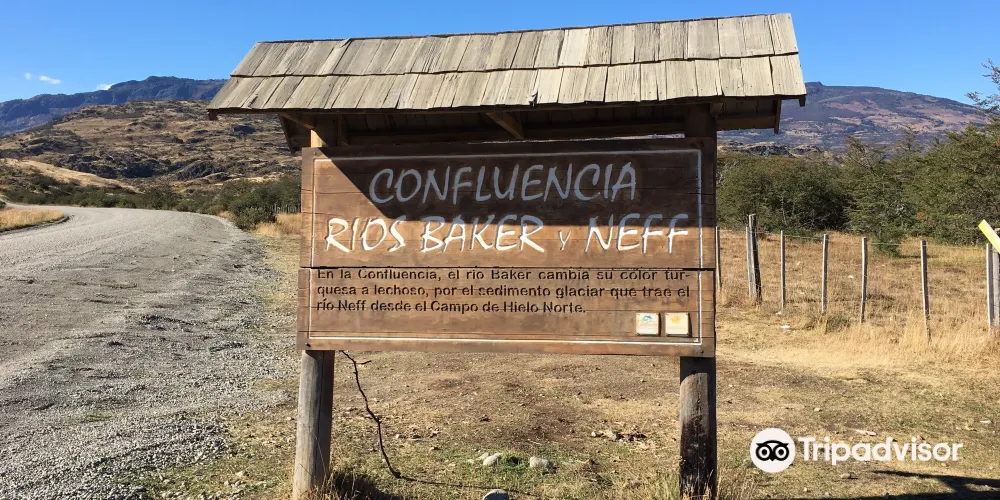 CONFLUENCIA
RIOS BAKER y NEFF
En la Confluencia, el río Baker cambia su color tur-
quesa a lechoso, por el sedimento glaciar que trae el
río Neff desde el Campo de Hielo Norte.
Tripadvisor